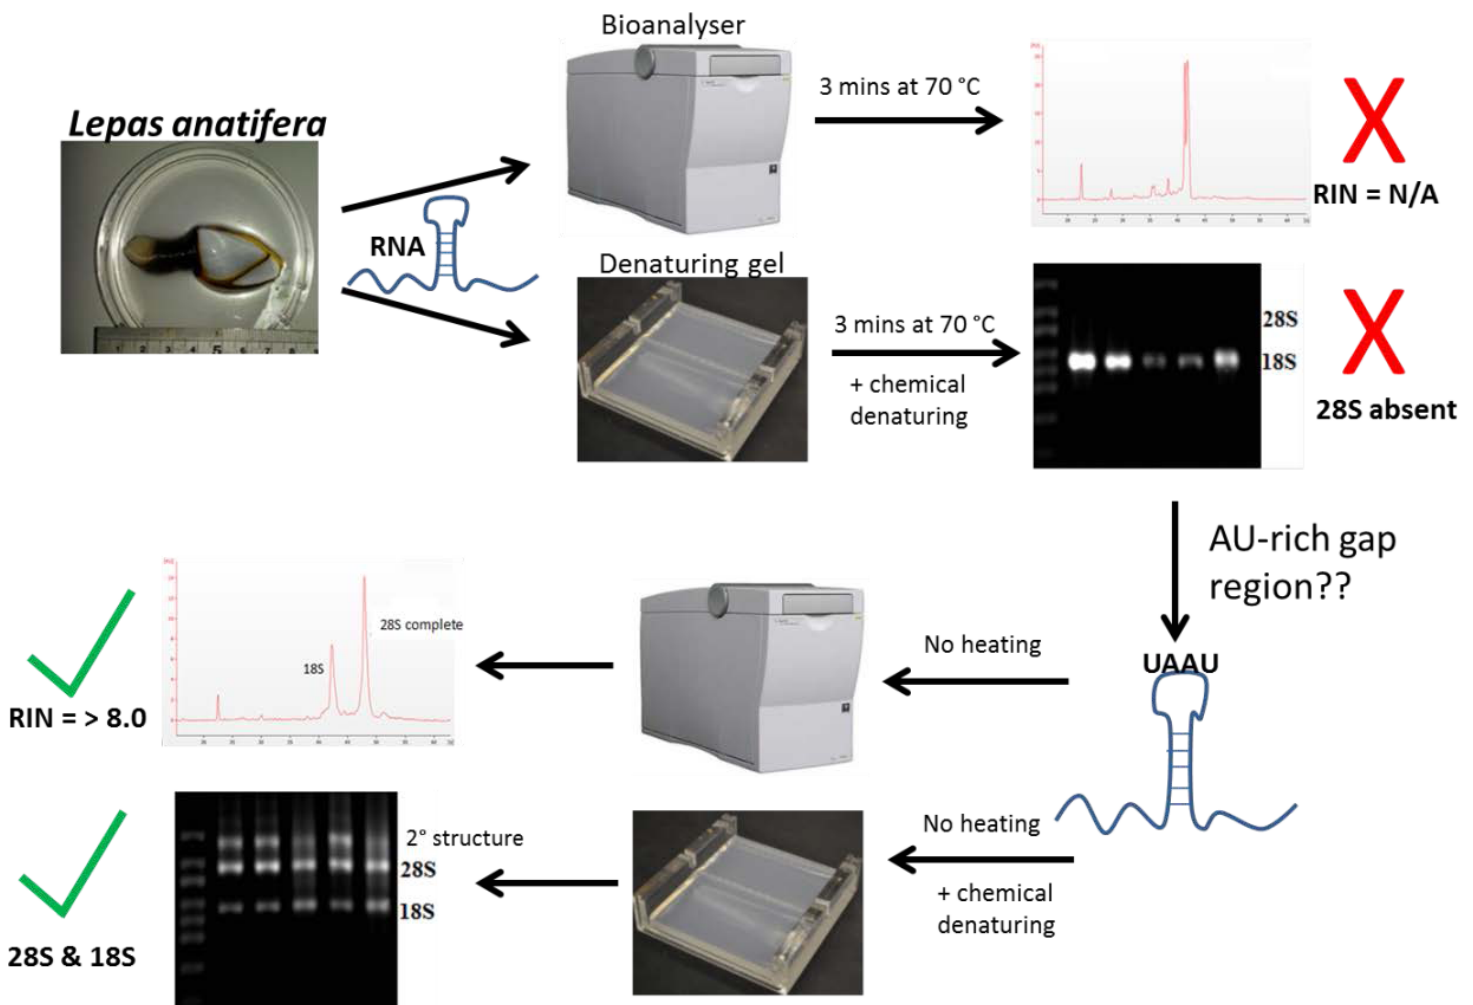 Bioanalyser
Lepas anatifera
3 mins at 70 °C
RIN = N/A
RNA
Denaturing gel
3 mins at 70 °C
+ chemical
denaturing
28S
18S
28S absent
AU-rich gap
region??
UAAU
No heating
28S complete
18S
RIN = > 8.0
No heating
+ chemical
denaturing
2° structure
28S
18S
28S & 18S